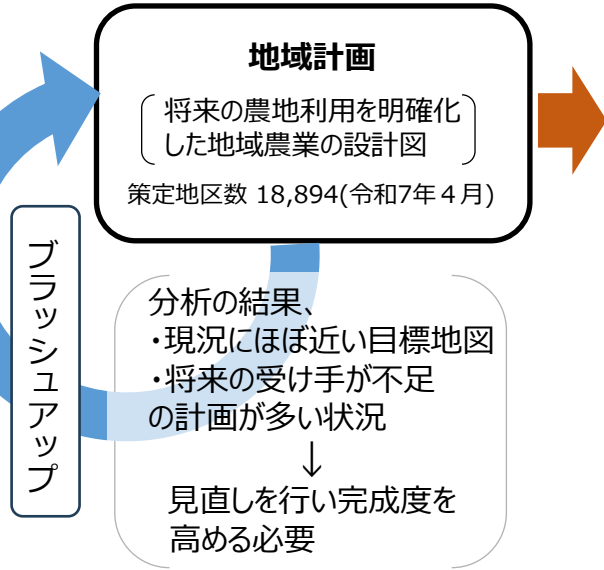 地域計画
将来の農地利用を明確化
した地域農業の設計図
策定地区数 18,894(令和7年４月)
ブラッシュアップ
分析の結果、
・現況にほぼ近い目標地図
・将来の受け手が不足
の計画が多い状況
↓
見直しを行い完成度を
高める必要